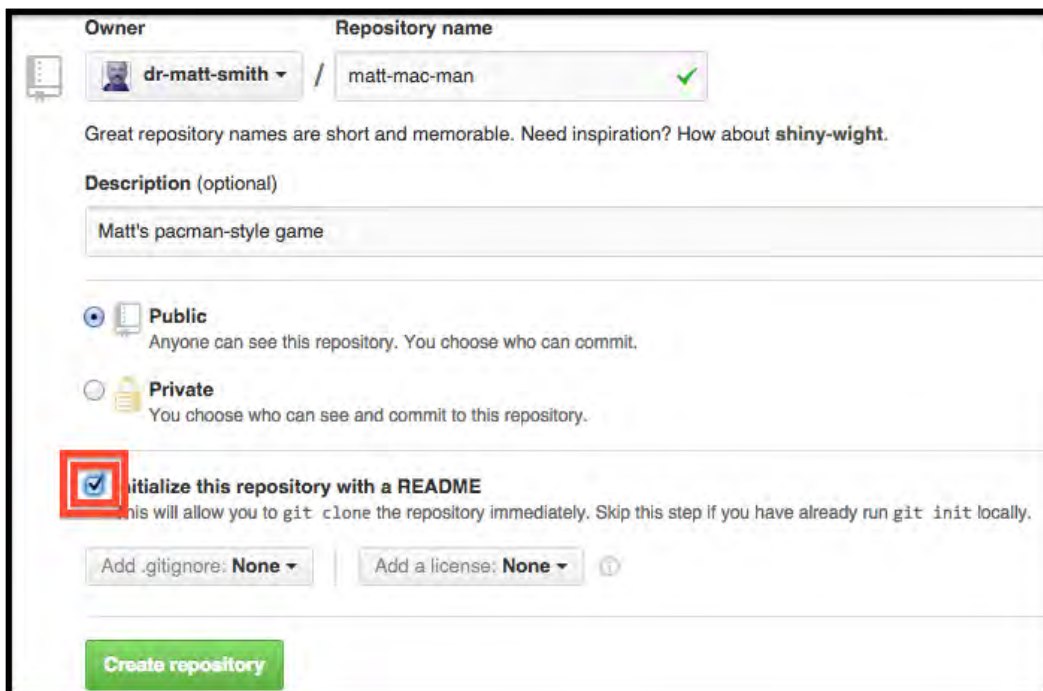 Owner Repository name
dr-matt-smith / matt-mac-man
Great repository names are short and memorable. Need inspiration? How about shiny-wight.
Description (optional)
Matt's pacman-style game
Public
Anyone can see this repository. You choose who can commit.
Private
You choose who can see and commit to this repository.
nitialize this repository with a README
his will allow you to git clone the repository immediately. Skip this step if you have already run git init locally.
Add .gitignore: None Add a license: None
Create repository